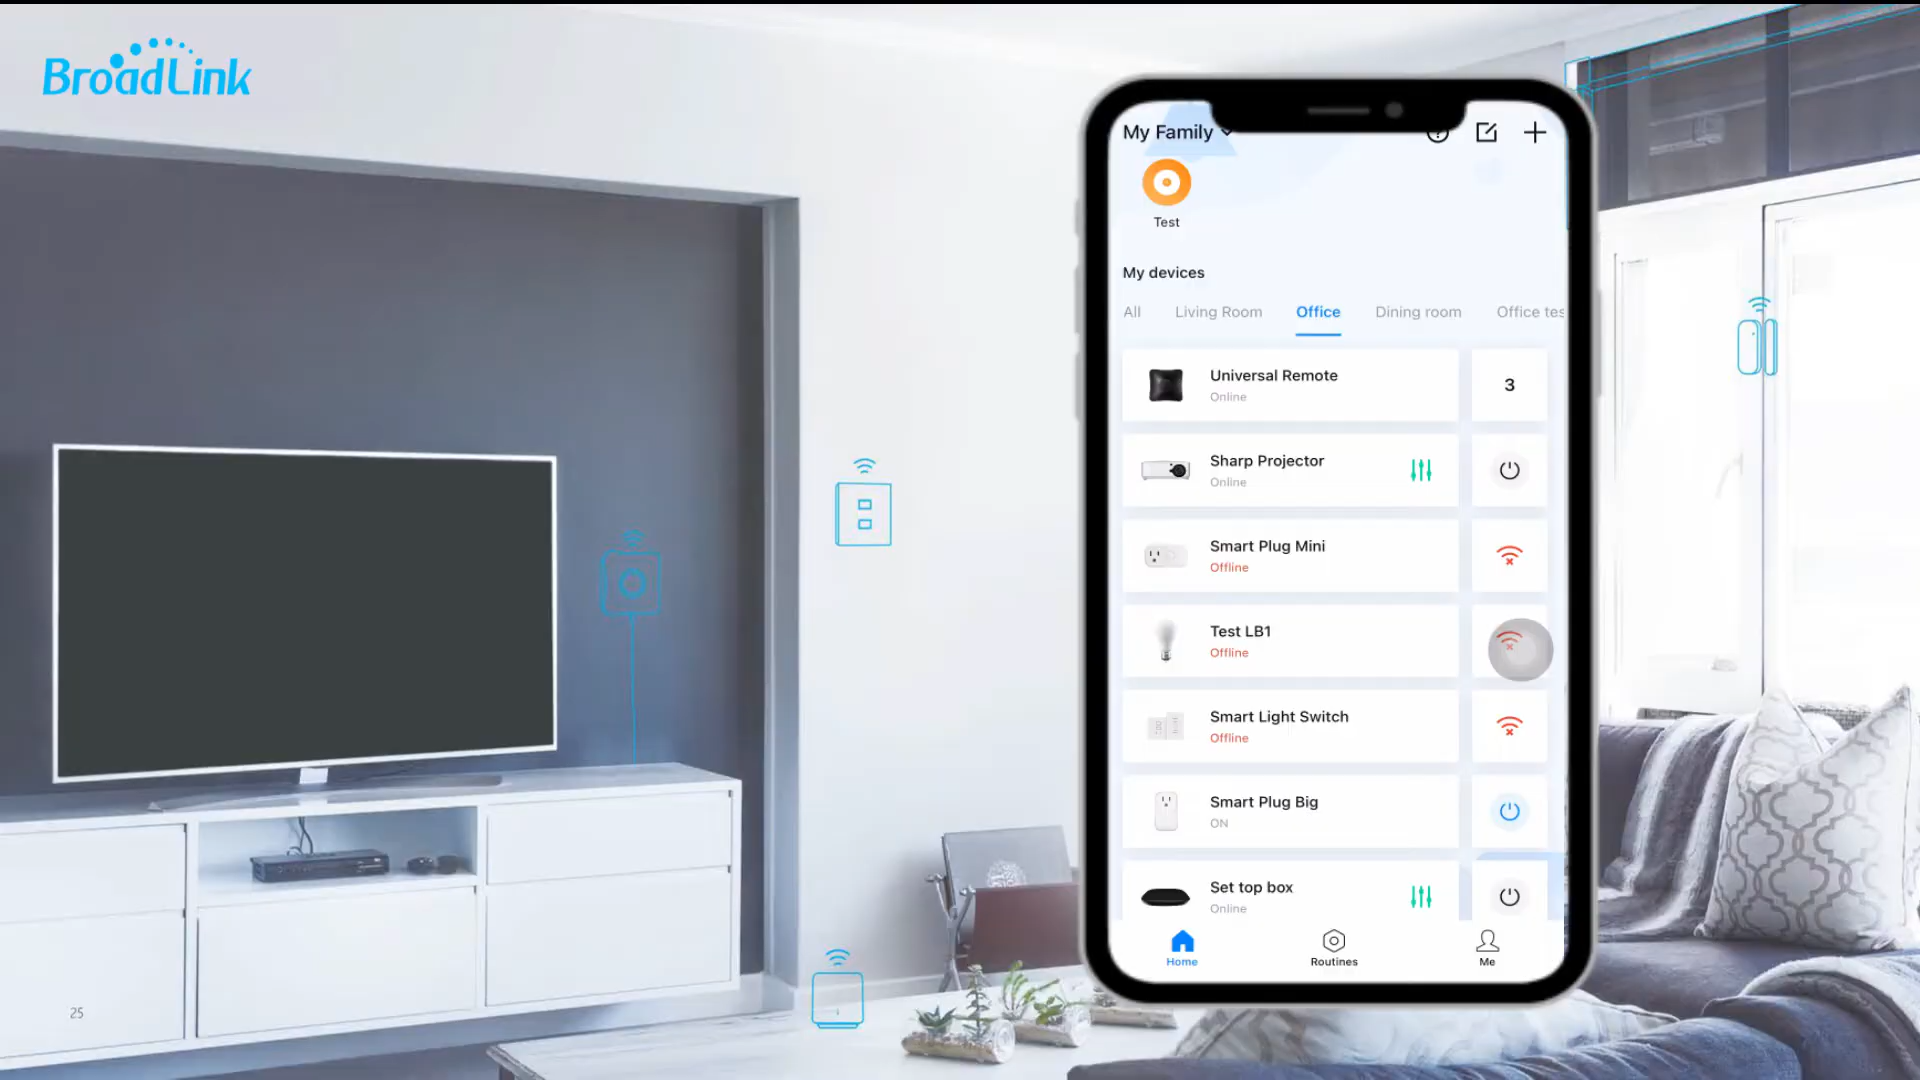 BroadLink
My Family
Test
My devices
All Living Room Office Dining room Office tes
Universal Remote
Online
3
Sharp Projector
Online
Smart Plug Mini
Offline
Test LB1
Offline
Smart Light Switch
Offline
Smart Plug Big
ON
Set top box
Online
Home Routines Me
25